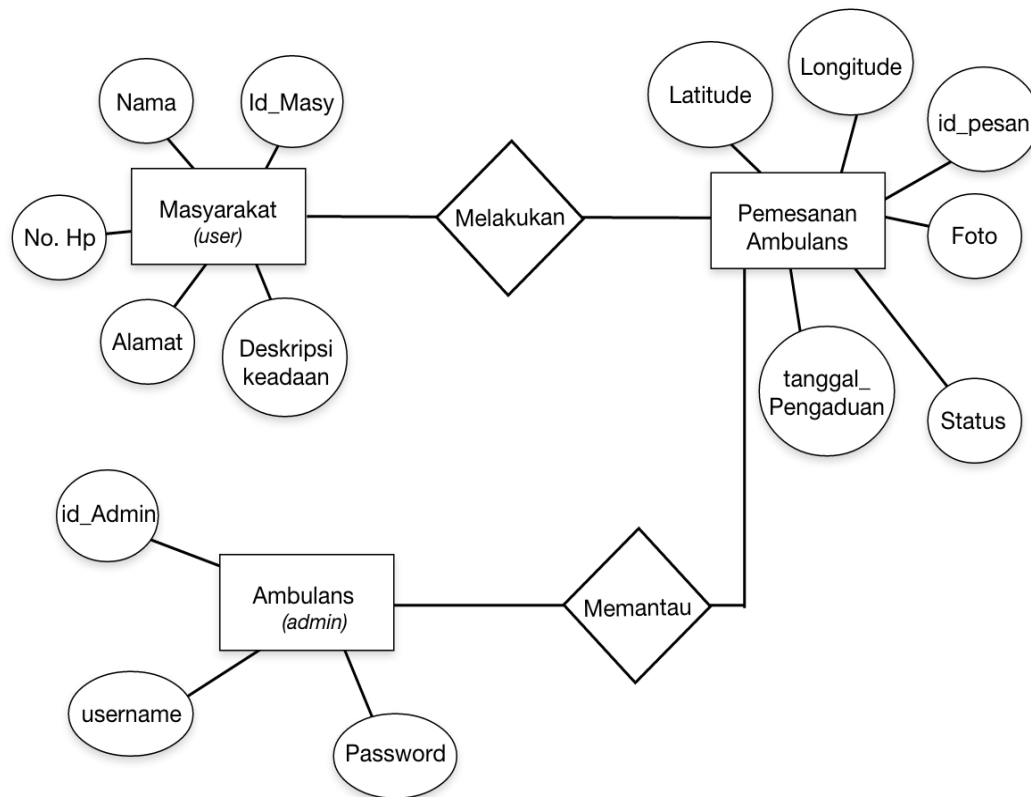 Nama
Id_Masy
Latitude
Longitude
id_pesan
Masyarakat
(user)
No. Hp
Melakukan
Pemesanan
Ambulans
Foto
Alamat
Deskripsi
keadaan
tanggal_
Pengaduan
Status
id_Admin
Ambulans
(admin)
Memantau
username
Password